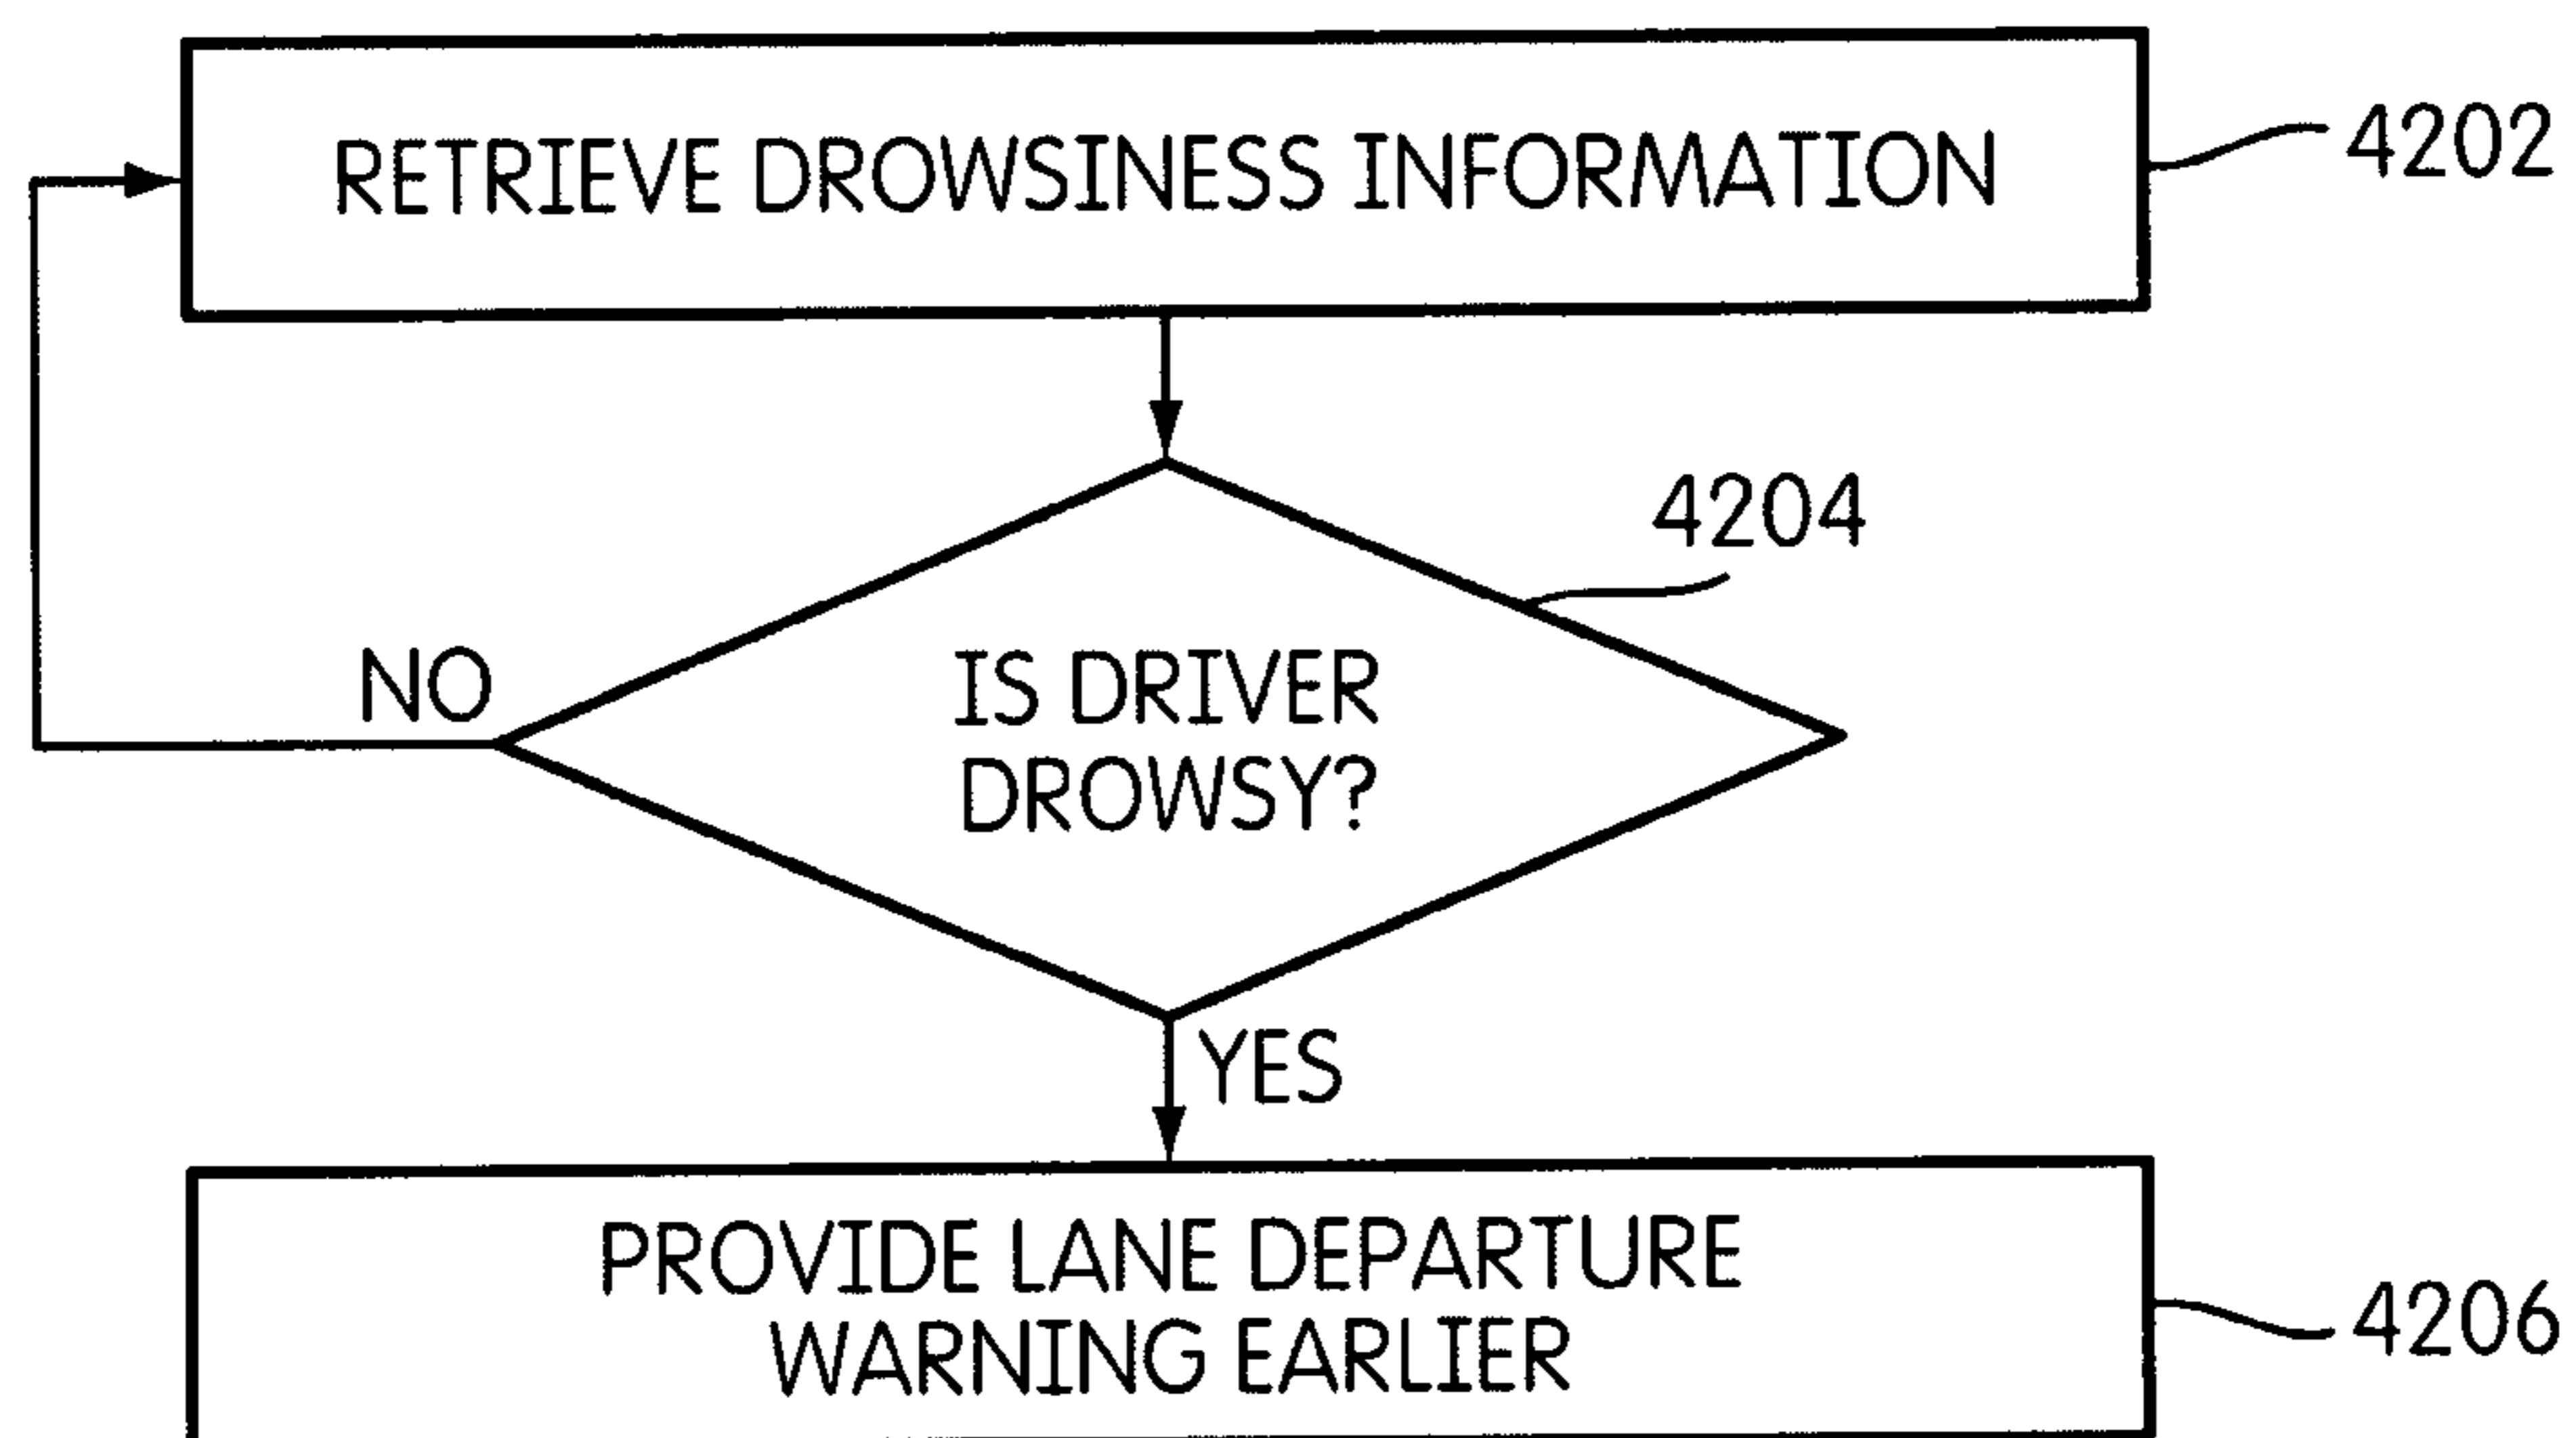 RETRIEVE DROWSINESS INFORMATION
4202
4204
IS DRIVER
DROWSY?
NO
YES
PROVIDE LANE DEPARTURE
WARNING EARLIER
4206